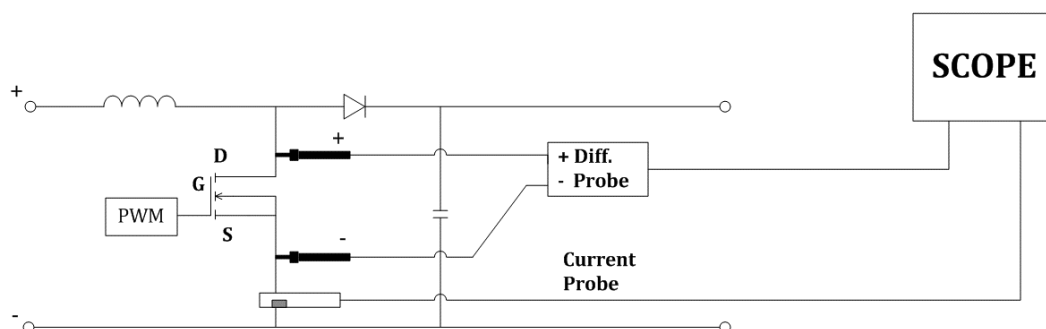 SCOPE
+
+
D
+ Diff.
- Probe
G
PWM
S
-
Current
Probe
-